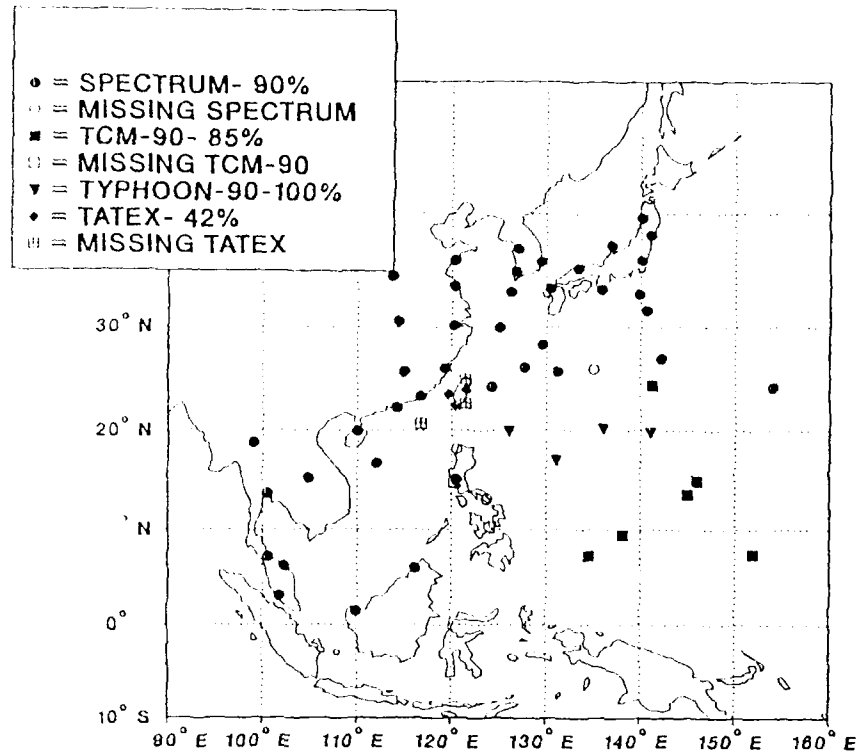 ● = SPECTRUM- 90%
○ = MISSING SPECTRUM
■ = TCM-90- 85%
□ = MISSING TCM-90
▼ = TYPHOON-90-100%
◆ = TATEX- 42%
= MISSING TATEX
30° N
20° N
° N
0°
10° S
80° E 100° E 110° E 120° E 130° E 140° E 150° E 160° E